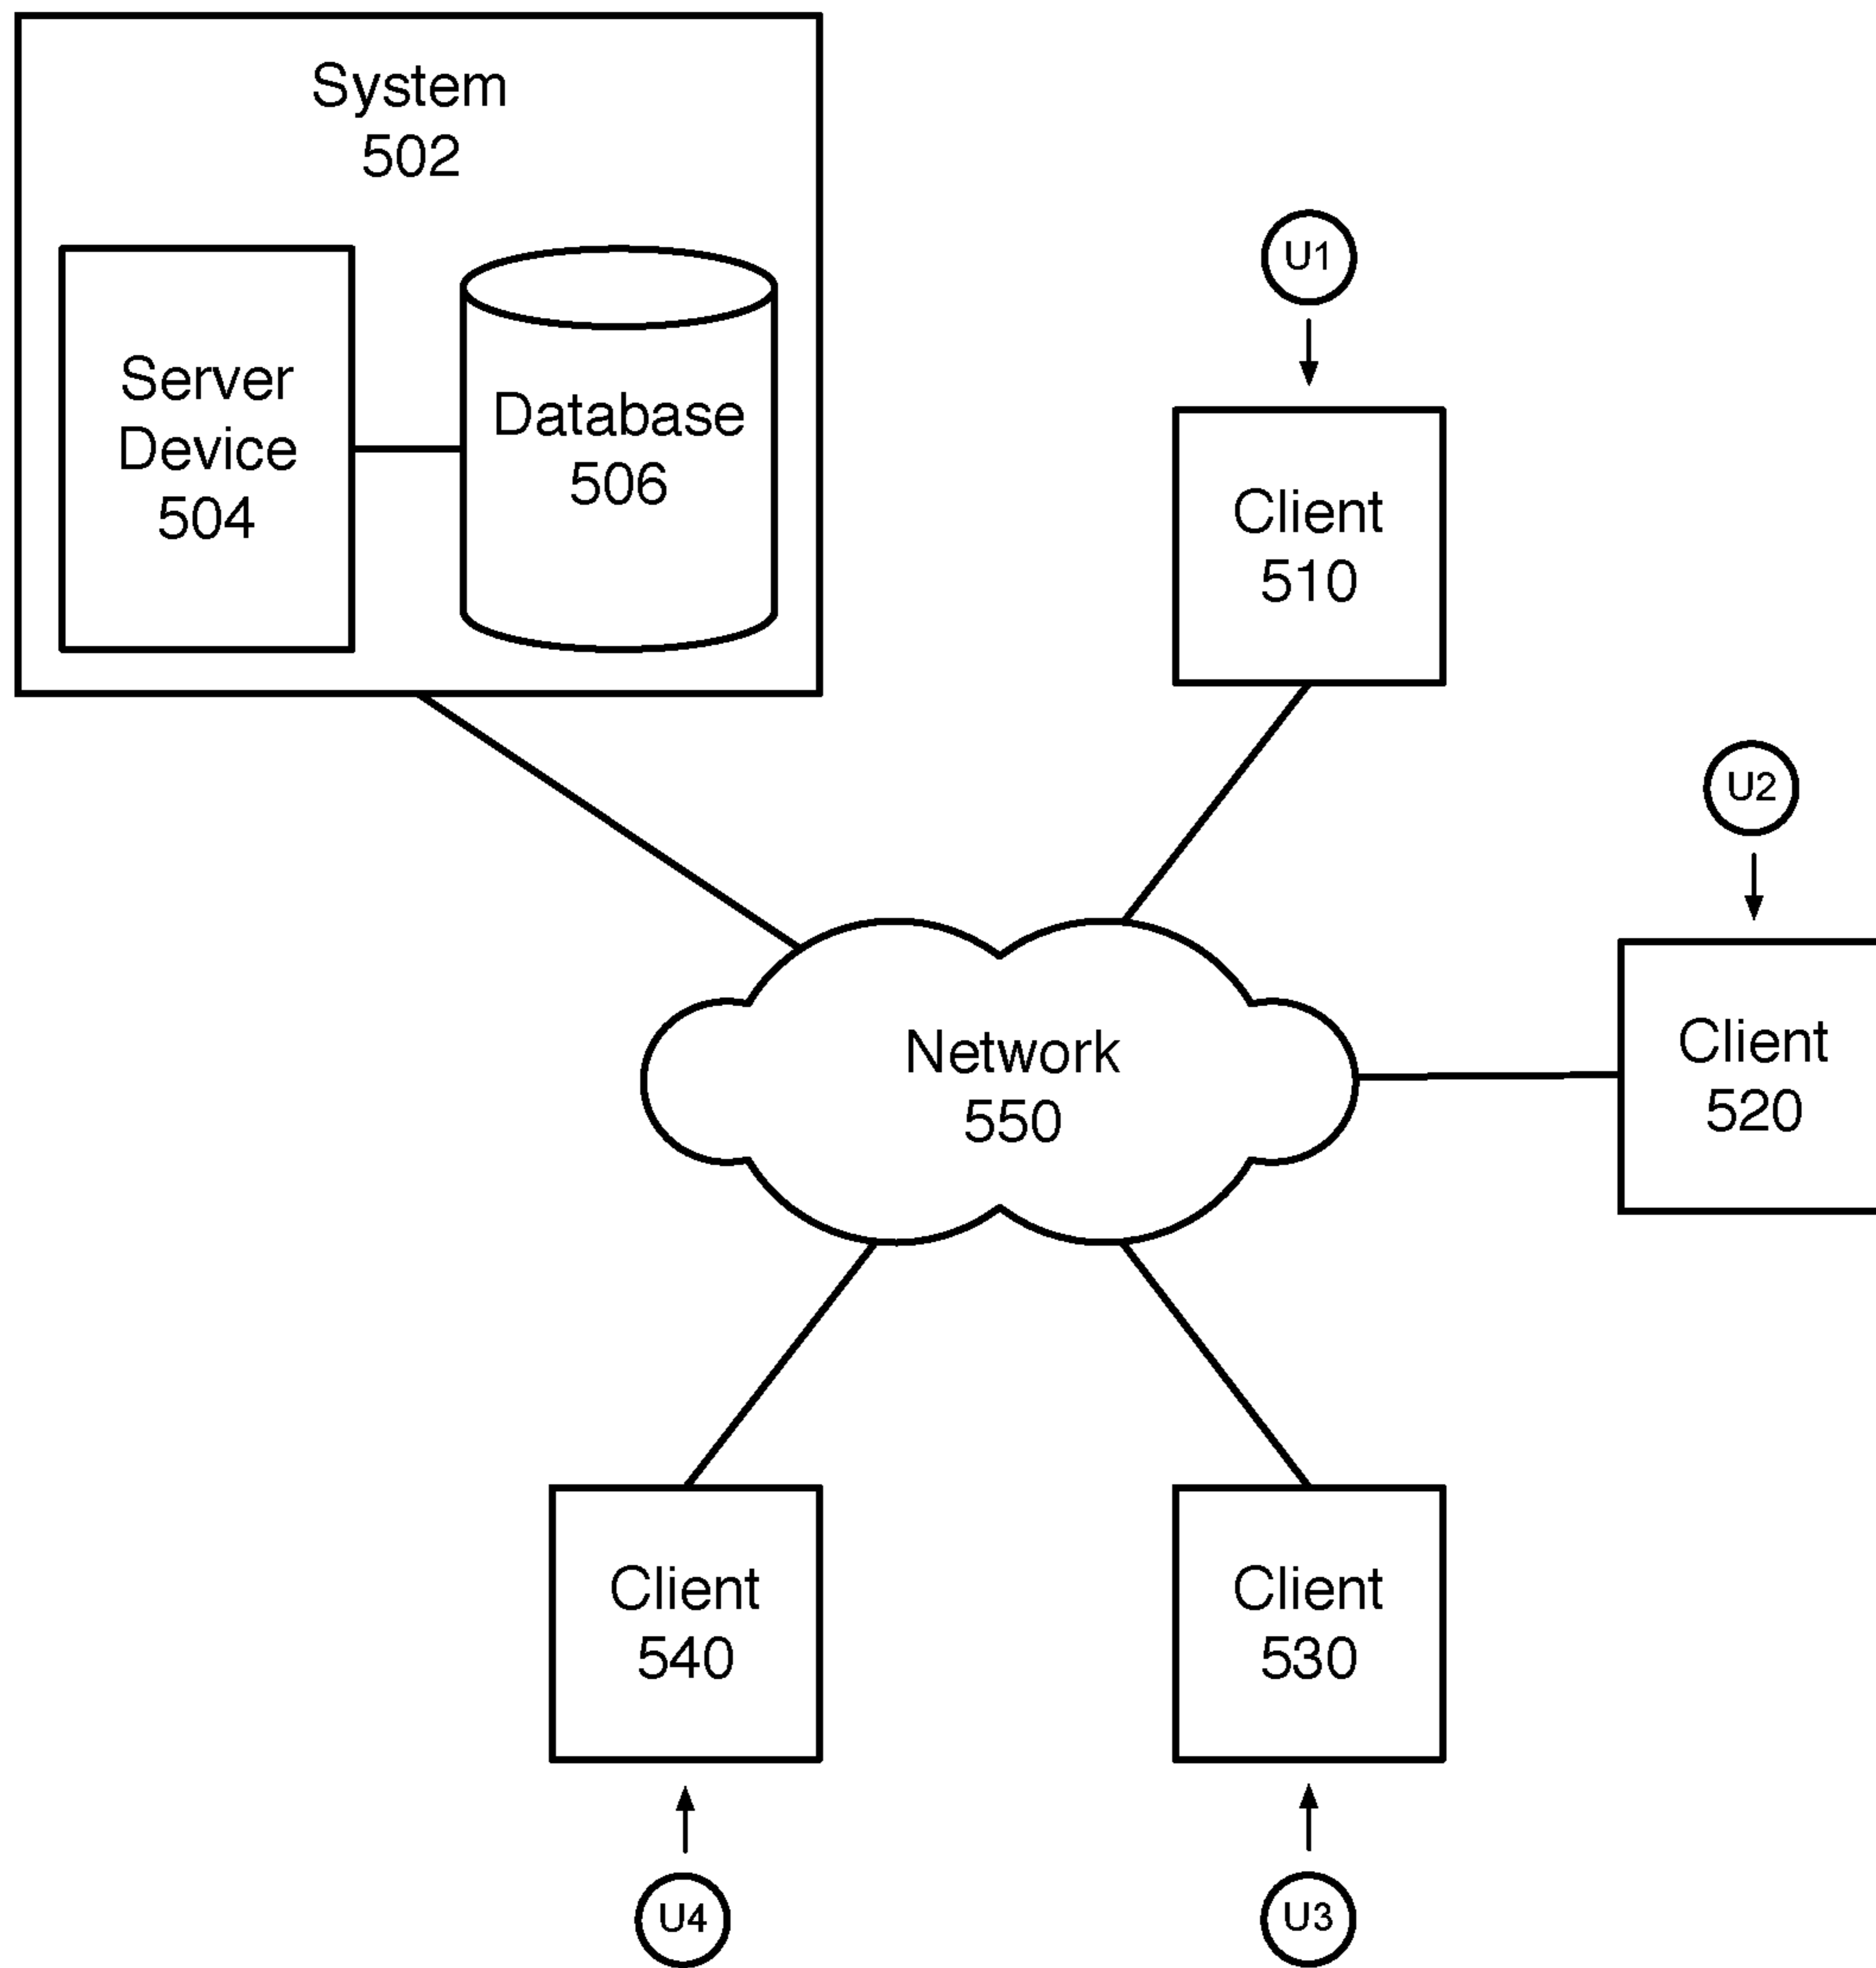 System
502
Server
Device
504
Database
506
U1
Client
510
U2
Client
520
Network
550
Client
540
Client
530
U4
U3